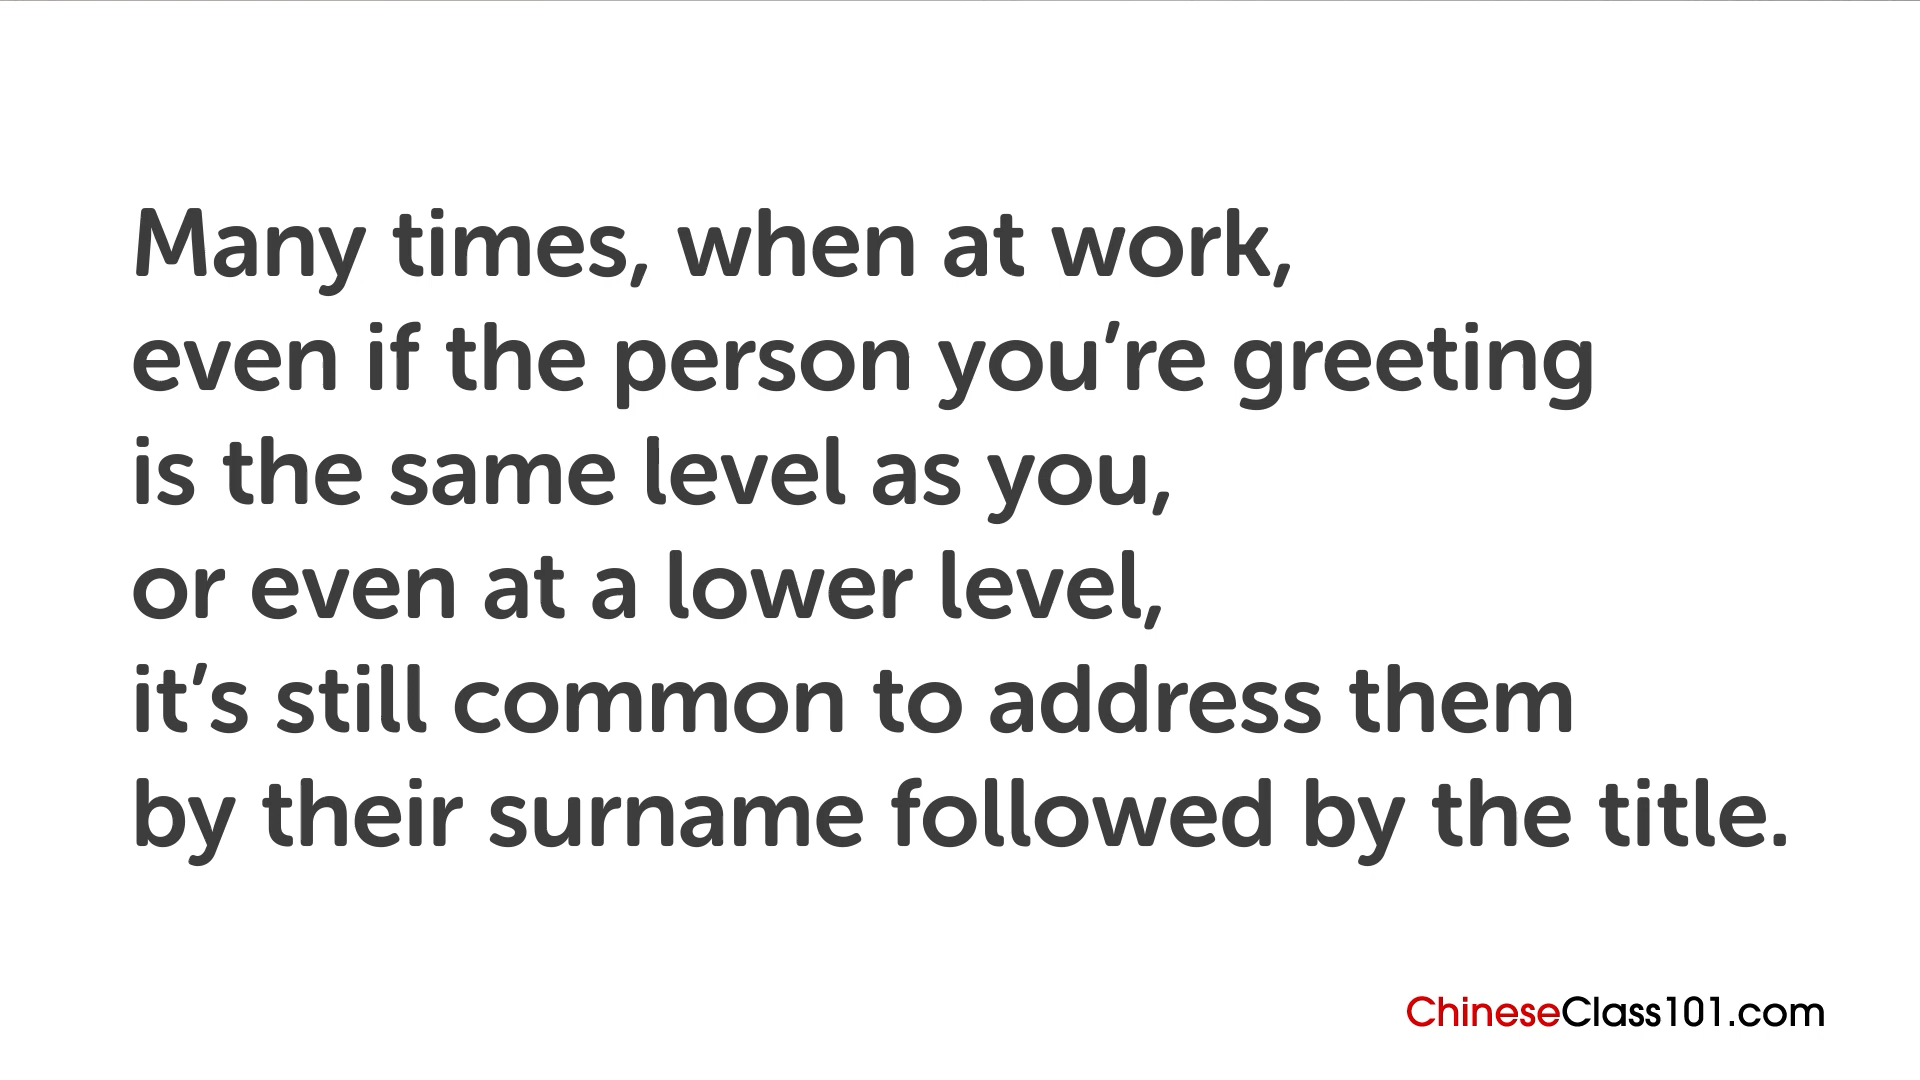 Many times, when at work,
even if the person you’re greeting
is the same level as you,
or even at a lower level,
it’s still common to address them
by their surname followed by the title.
ChineseClass101.com